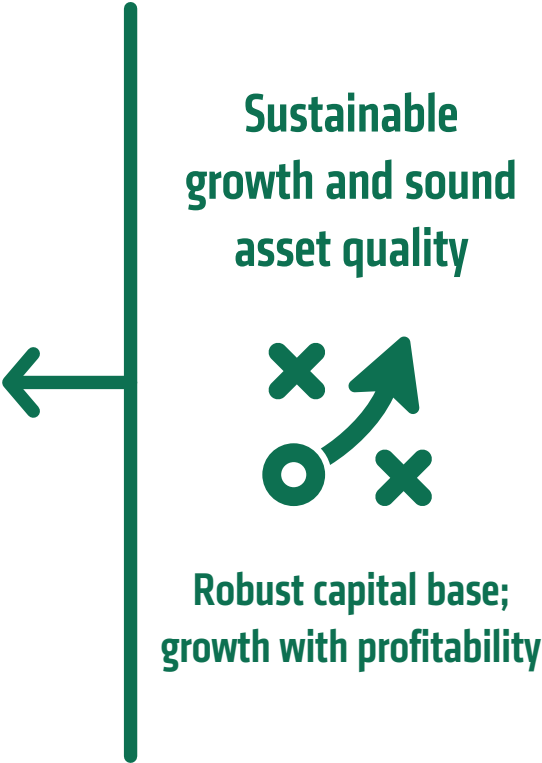 Sustainable
growth and sound
asset quality
Robust capital base;
growth with profitability